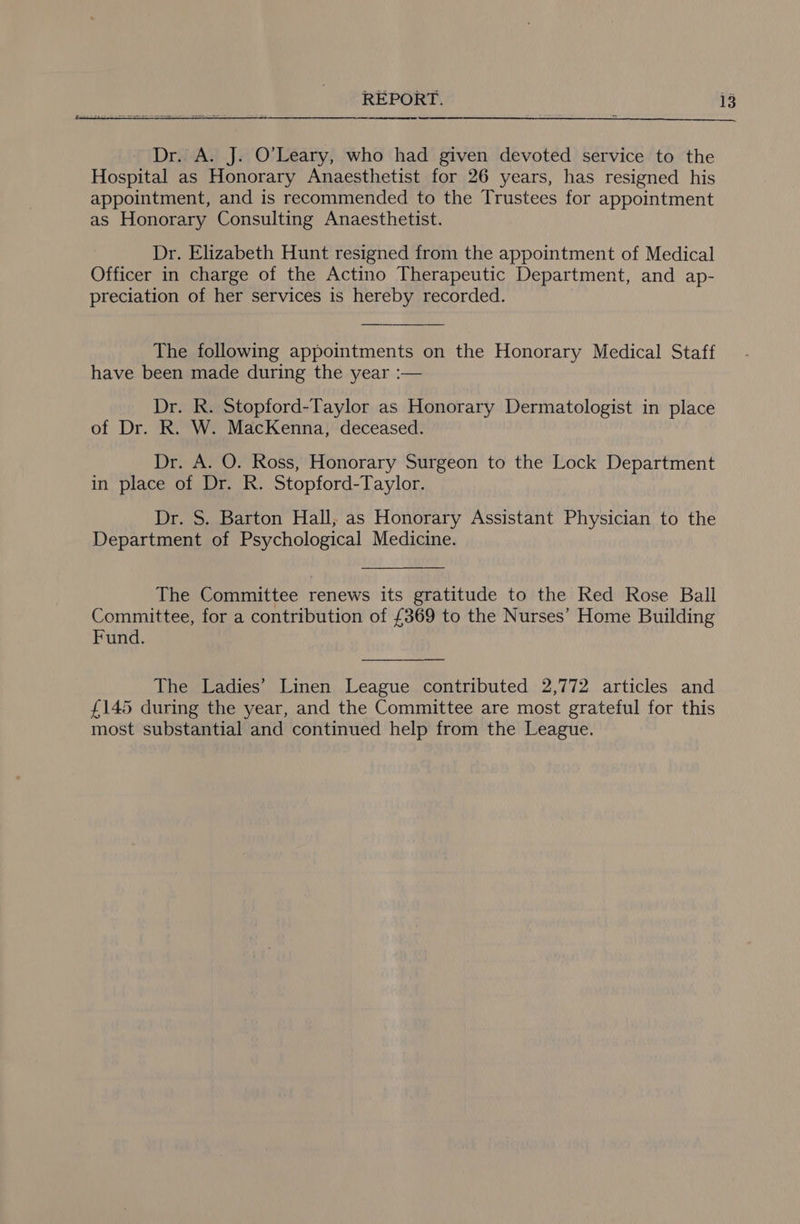 REPORT. 13
Dr. A. J. O'Leary, who had given devoted service to the
Hospital as Honorary Anaesthetist for 26 years, has resigned his
appointment, and is recommended to the Trustees for appointment
as Honorary Consulting Anaesthetist.
Dr. Elizabeth Hunt resigned from the appointment of Medical
Officer in charge of the Actino Therapeutic Department, and ap-
preciation of her services is hereby recorded.
The following appointments on the Honorary Medical Staff
have been made during the year :—
Dr. R. Stopford-Taylor as Honorary Dermatologist in place
of Dr. R. W. MacKenna, deceased.
Dr. A. O. Ross, Honorary Surgeon to the Lock Department
in place of Dr. R. Stopford-Taylor.
Dr. S. Barton Hall, as Honorary Assistant Physician to the
Department of Psychological Medicine.
The Committee renews its gratitude to the Red Rose Ball
Committee, for a contribution of £369 to the Nurses' Home Building
Fund.
The Ladies' Linen League contributed 2,772 articles and
£145 during the year, and the Committee are most grateful for this
most substantial and continued help from the League.